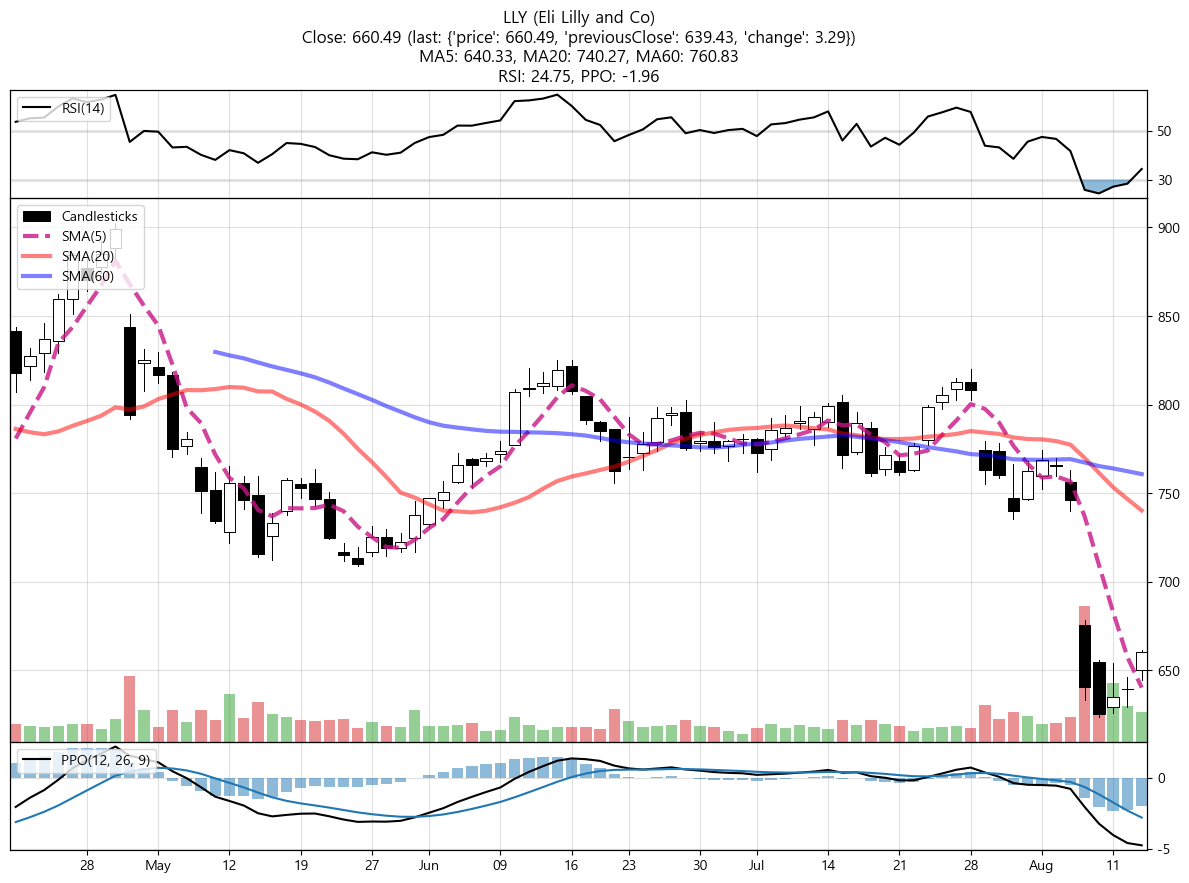 LLY (Eli Lilly and Co)
Close: 660.49 (last: {'price': 660.49, 'previousClose': 639.43, 'change': 3.29})
MA5: 640.33, MA20: 740.27, MA60: 760.83
RSI: 24.75, PPO: -1.96
RSI(14)
50
30
Candlesticks
SMA(5)
SMA(20)
SMA(60)
900
850
800
750
700
650
PPO(12, 26, 9)
0
-5
28 May 12 19 27 Jun 09 16 23 30 Jul 14 21 28 Aug 11